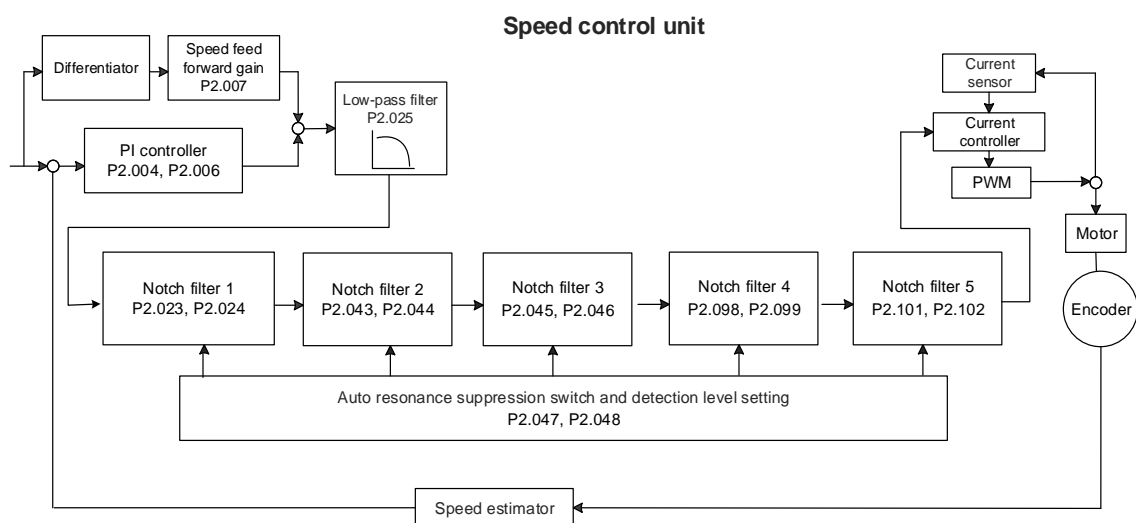 Speed control unit
Differentiator
Speed feed
forward gain
P2.007
Low-pass filter
P2.025
PI controller
P2.004, P2.006
Current
sensor
Current
controller
PWM
Motor
Encoder
Notch filter 1
P2.023, P2.024
Notch filter 2
P2.043, P2.044
Notch filter 3
P2.045, P2.046
Notch filter 4
P2.098, P2.099
Notch filter 5
P2.101, P2.102
Auto resonance suppression switch and detection level setting
P2.047, P2.048
Speed estimator